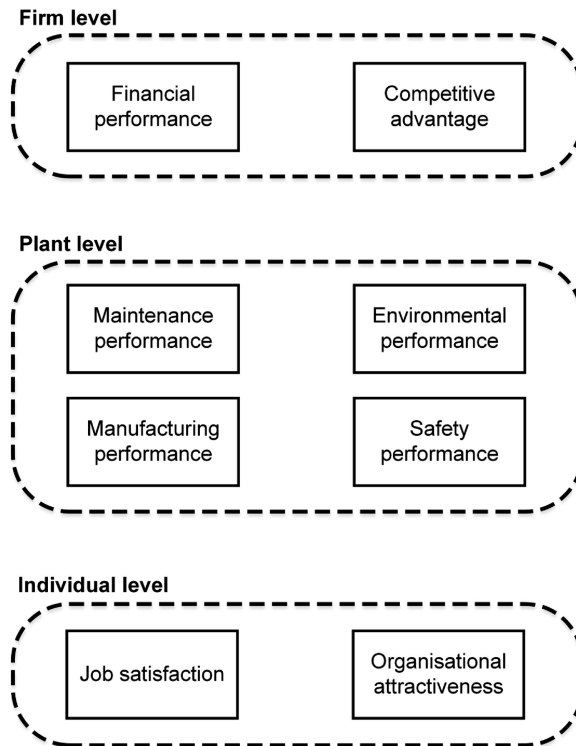 Firm level
Financial
performance
Competitive
advantage
Plant level
Maintenance
performance
Environmental
performance
Manufacturing
performance
Safety
performance
Individual level
Job satisfaction
Organisational
attractiveness